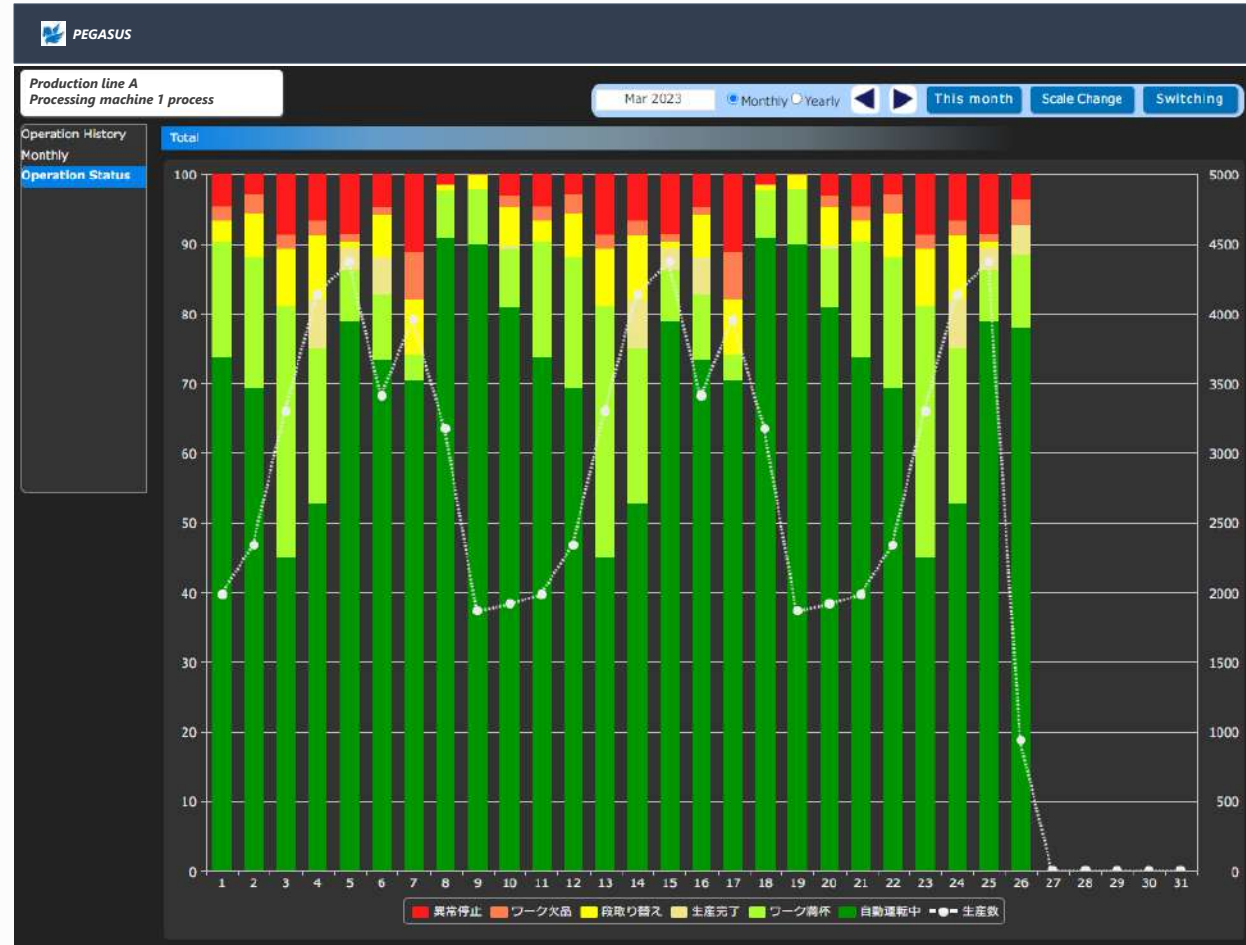 PEGASUS
Production line A
Processing machine 1 process
Mar 2023 Monthly Yearly This month Scale Change Switching
Operation History
Monthly
Operation Status
Total
100 5000
90 4500
80 4000
70 3500
60 3000
50 2500
40 2000
30 1500
20 1000
10 500
0 0
1 2 3 4 5 6 7 8 9 10 11 12 13 14 15 16 17 18 19 20 21 22 23 24 25 26 27 28 29 30 31
異常停止 ワーク欠品 段取り替え 生産完了 ワーク満杯 自動運転中 生産数